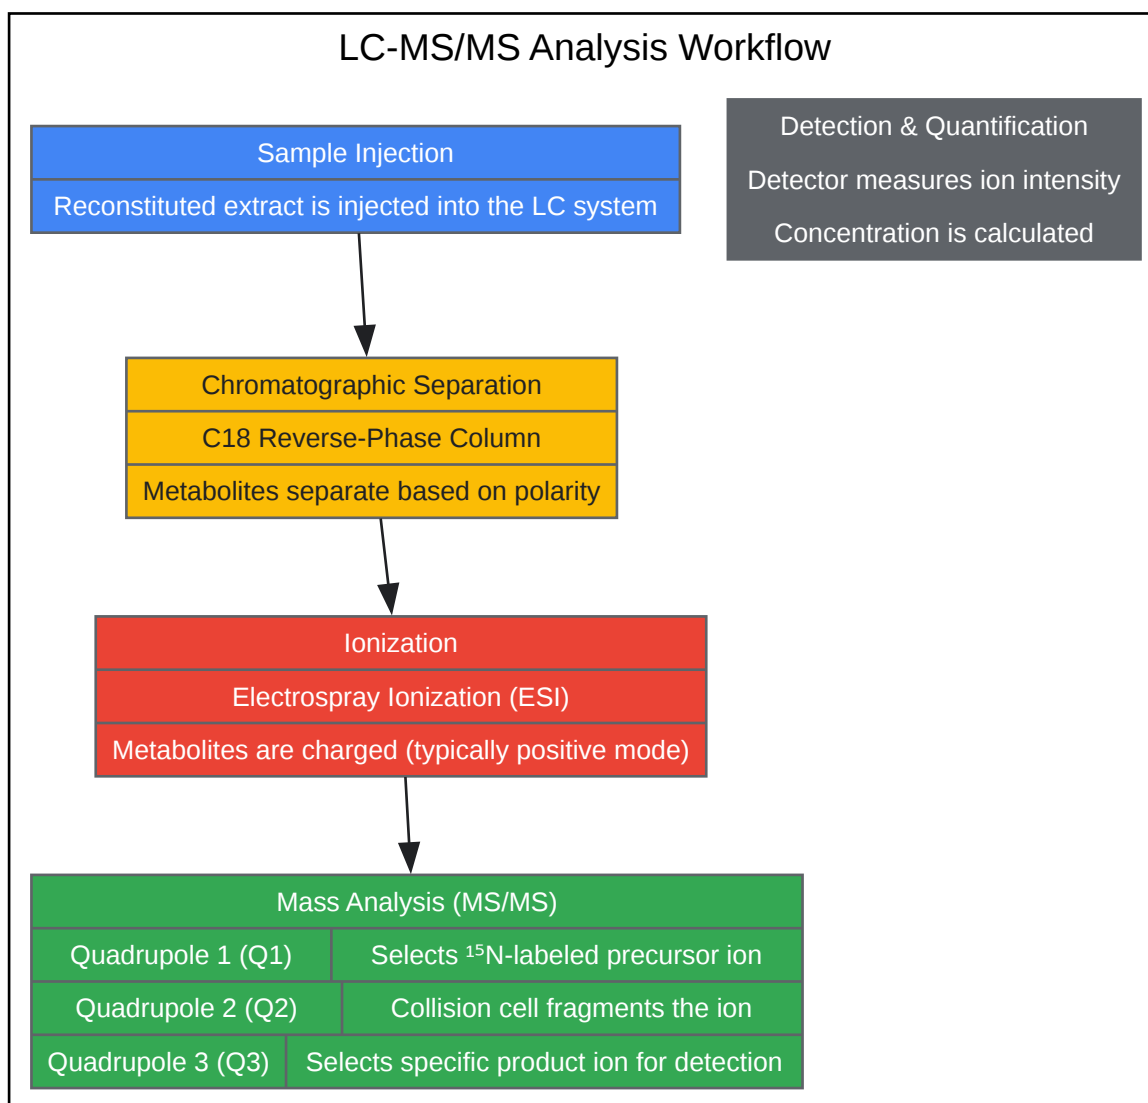 LC-MS/MS Analysis Workflow
Sample Injection
Reconstituted extract is injected into the LC system
Detection & Quantification
Detector measures ion intensity
Concentration is calculated
Chromatographic Separation
C18 Reverse-Phase Column
Metabolites separate based on polarity
Ionization
Electrospray Ionization (ESI)
Metabolites are charged (typically positive mode)
Mass Analysis (MS/MS)
Quadrupole 1 (Q1) Selects ¹⁵N-labeled precursor ion
Quadrupole 2 (Q2) Collision cell fragments the ion
Quadrupole 3 (Q3) Selects specific product ion for detection